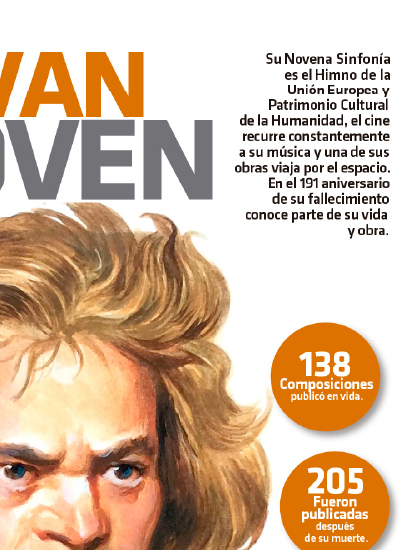 VAN
OVEN
Su Novena Sinfonía
es el Himno de la
Unión Europea y
Patrimonio Cultural
de la Humanidad, el cine
recurre constantemente
a su música y una de sus
obras viaja por el espacio.
En el 191 aniversario
de su fallecimiento
conoce parte de su vida
y obra.
138
Composiciones
publicó en vida.
205
Fueron
publicadas
después
de su muerte.